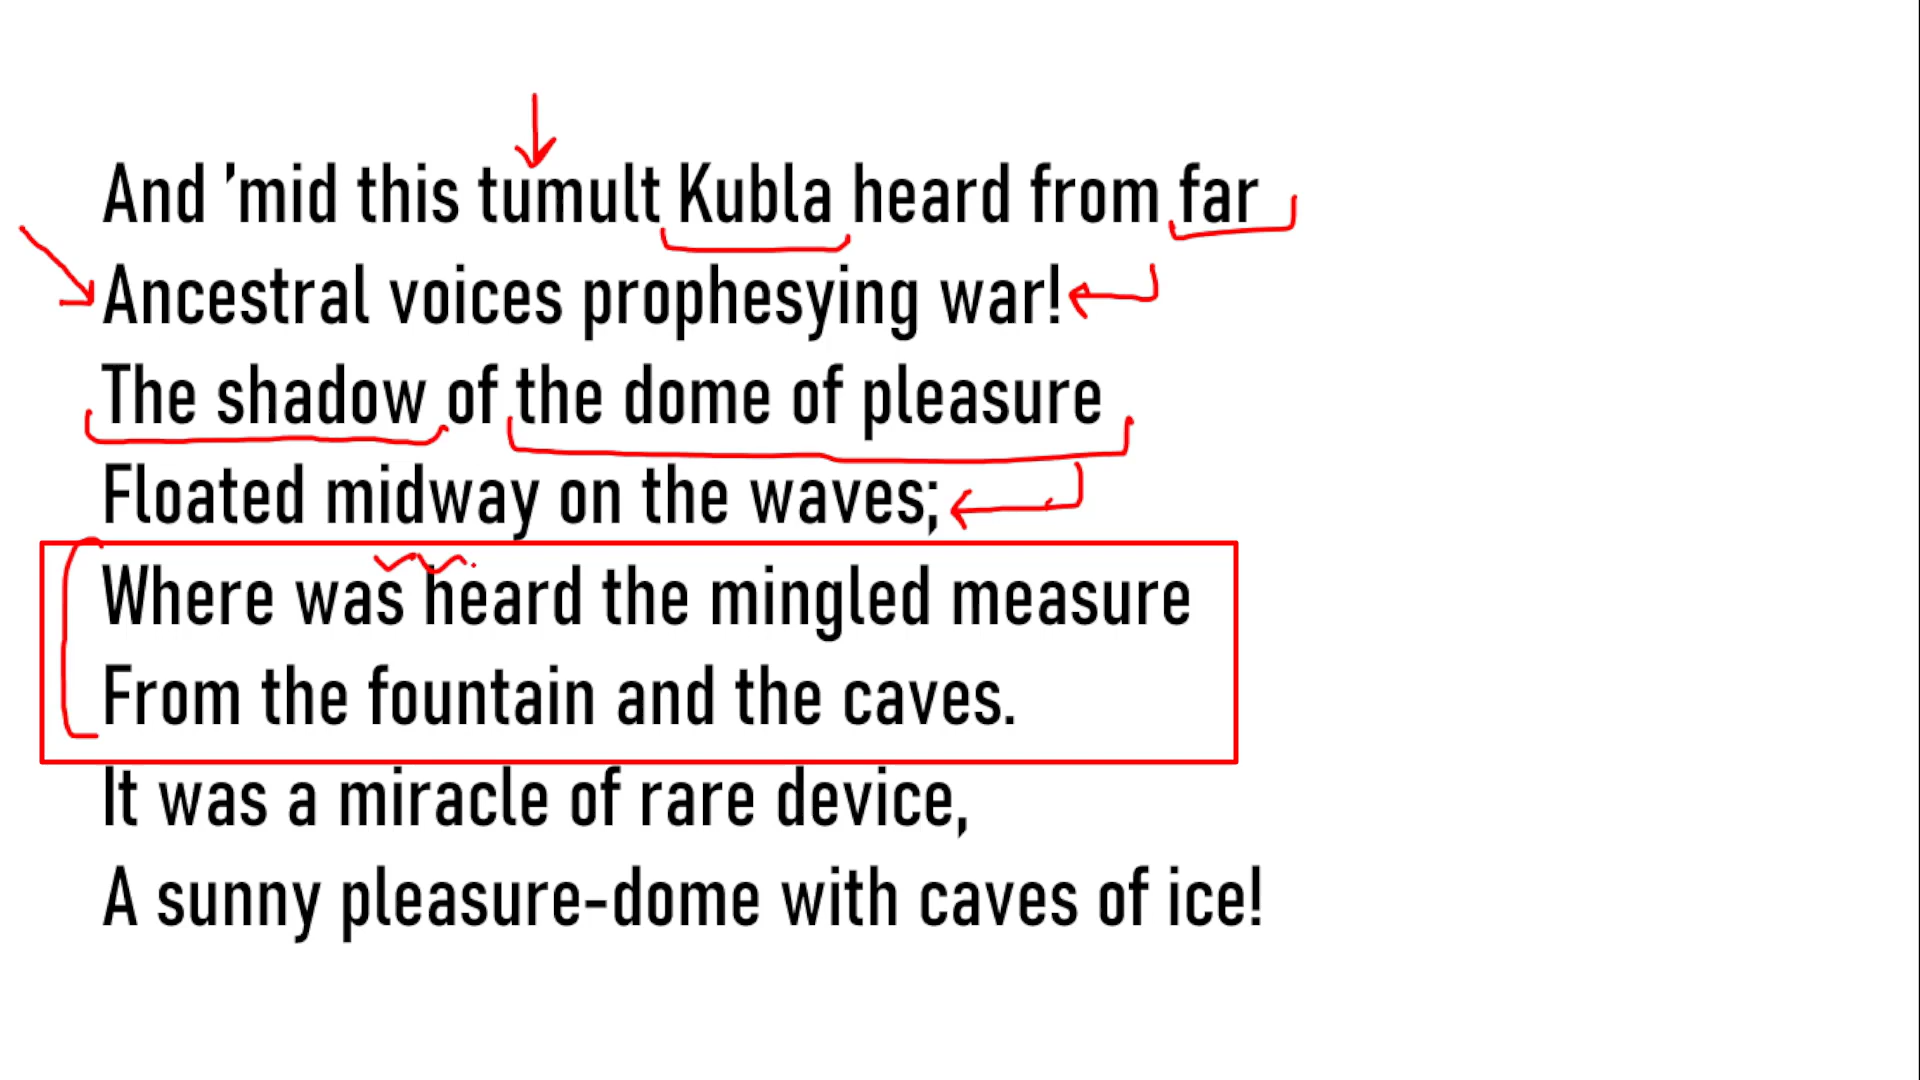 And ’mid this tumult Kubla heard from far
Ancestral voices prophesying war!
The shadow of the dome of pleasure
Floated midway on the waves;
Where was heard the mingled measure
From the fountain and the caves.
It was a miracle of rare device,
A sunny pleasure-dome with caves of ice!